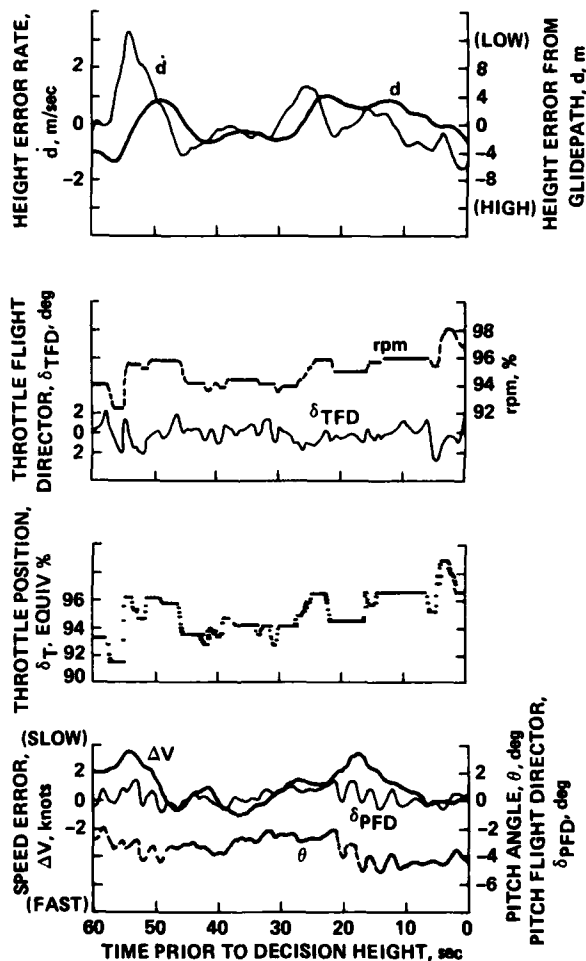 HEIGHT ERROR RATE,
ḋ, m/sec
2
0
-2
ḋ
d
(LOW)
8
4
0
-4
-8
(HIGH)
HEIGHT ERROR FROM
GLIDEPATH, d, m
THROTTLE FLIGHT
DIRECTOR, δTFD, deg
2
0
2
rpm
δTFD
98
96
94
92
rpm, %
THROTTLE POSITION,
δT, EQUIV %
96
94
92
90
SPEED ERROR,
ΔV, knots
(SLOW)
2
0
-2
(FAST)
ΔV
δPFD
θ
2
0
-2
-4
-6
PITCH ANGLE, θ, deg
PITCH FLIGHT DIRECTOR,
δPFD, deg
60 50 40 30 20 10 0
TIME PRIOR TO DECISION HEIGHT, sec